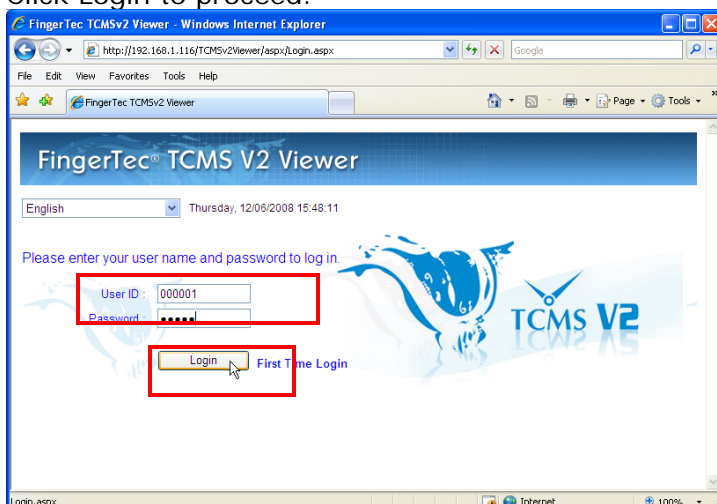 Click Login to proceed.
FingerTec TCMSv2 Viewer - Windows Internet Explorer
http://192.168.1.116/TCMSv2Viewer/aspx/Login.aspx
Google
File Edit View Favorites Tools Help
FingerTec TCMSv2 Viewer
Page Tools
FingerTec® TCMS V2 Viewer
English Thursday, 12/06/2008 15:48:11
Please enter your user name and password to log in.
User ID : 000001
Password : •••••
TCMS V2
Login First Time Login
Login.aspx Internet 100%